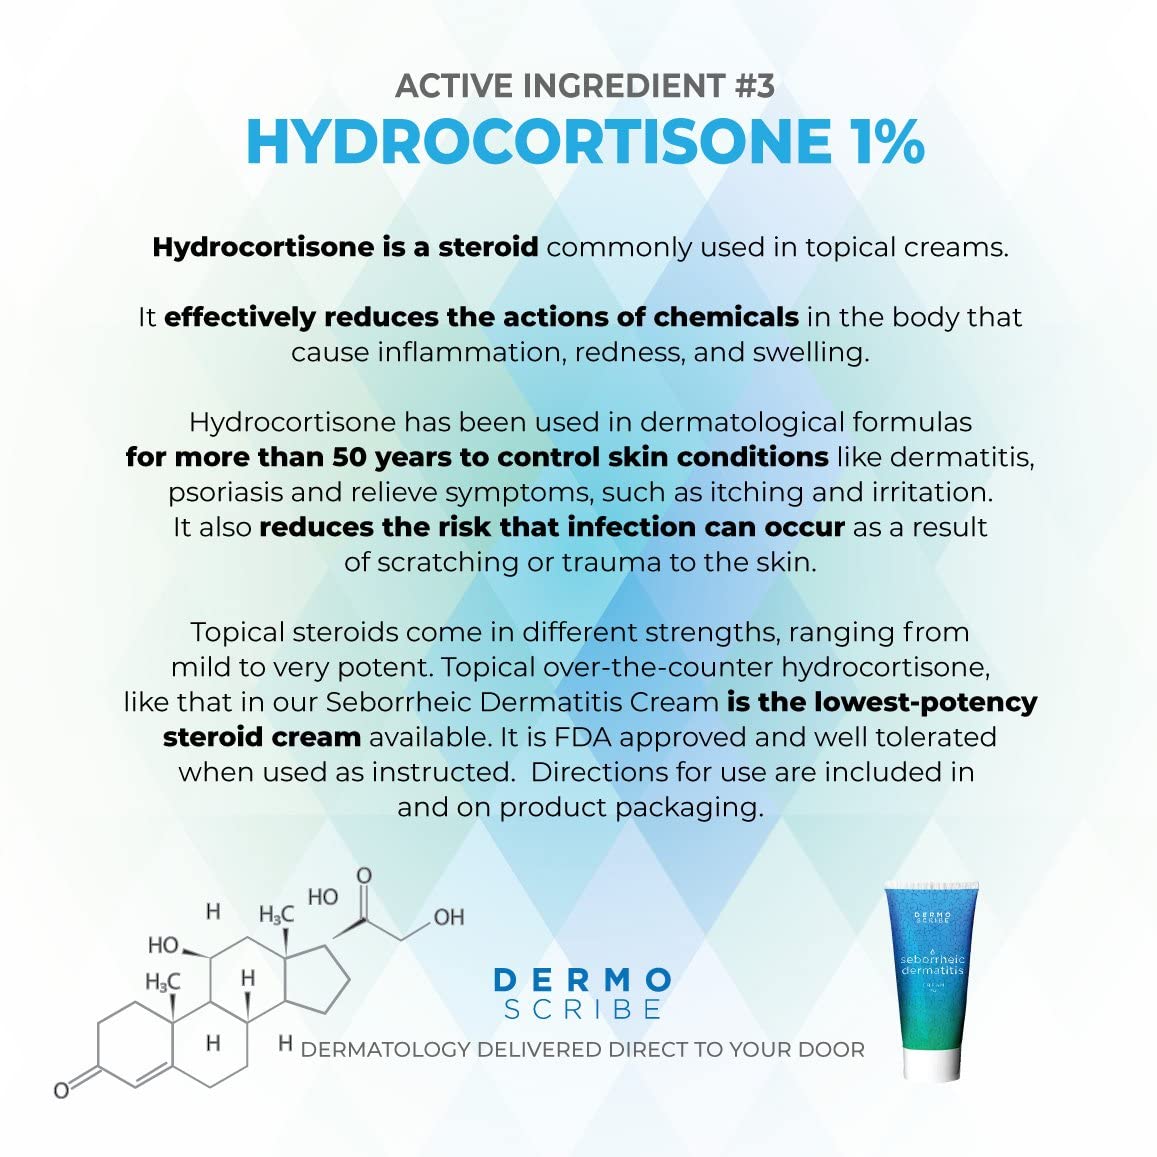 ACTIVE INGREDIENT #3
HYDROCORTISONE 1%
Hydrocortisone is a steroid commonly used in topical creams.
It effectively reduces the actions of chemicals in the body that
cause inflammation, redness, and swelling.
Hydrocortisone has been used in dermatological formulas
for more than 50 years to control skin conditions like dermatitis,
psoriasis and relieve symptoms, such as itching and irritation.
It also reduces the risk that infection can occur as a result
of scratching or trauma to the skin.
Topical steroids come in different strengths, ranging from
mild to very potent. Topical over-the-counter hydrocortisone,
like that in our Seborrheic Dermatitis Cream is the lowest-potency
steroid cream available. It is FDA approved and well tolerated
when used as instructed. Directions for use are included in
and on product packaging.
O
HO
H
H₃C
OH
HO
H₃C
H
H
H
O
DERMO
SCRIBE
DERMATOLOGY DELIVERED DIRECT TO YOUR DOOR
DERMO
SCRIBE
seborrheic
dermatitis
CREAM